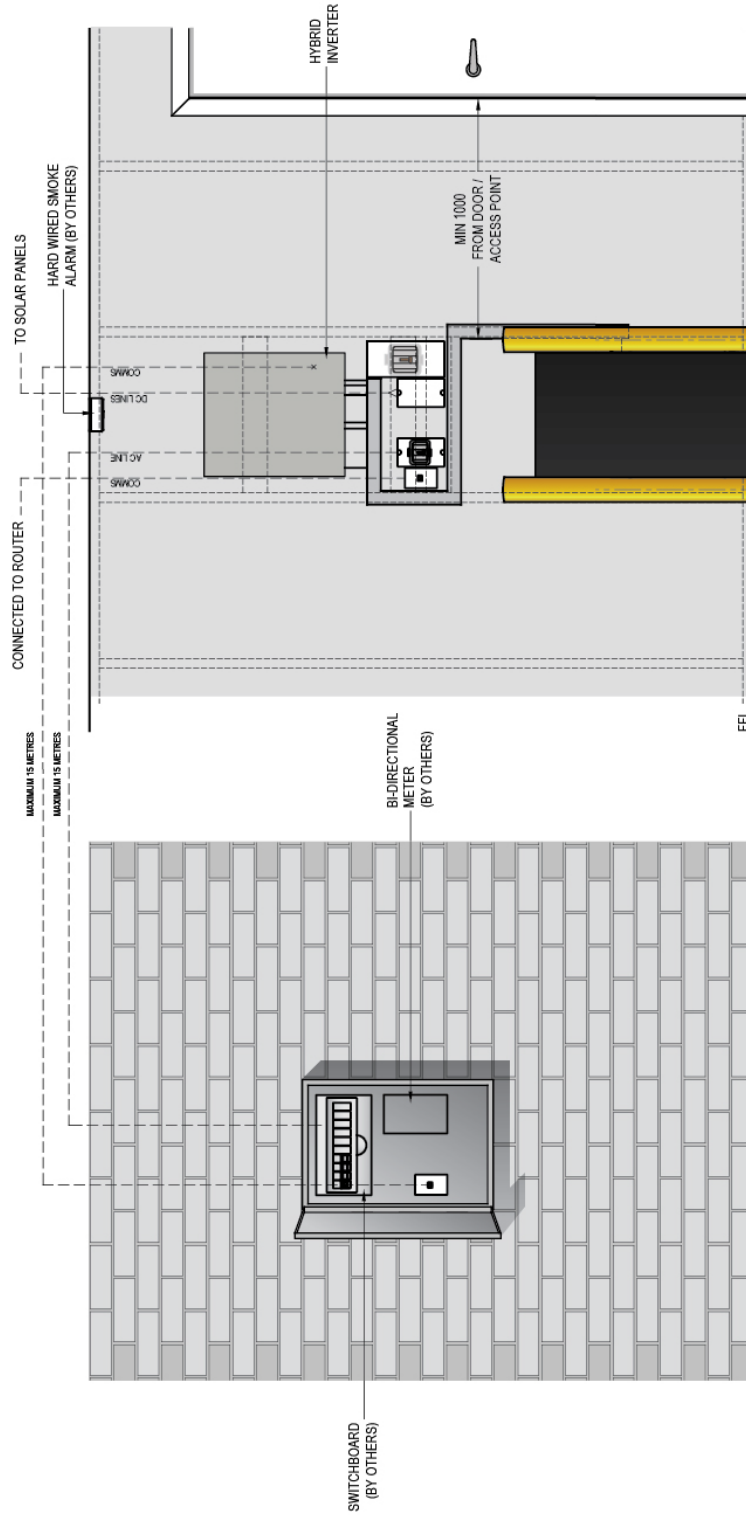 CONNECTED TO ROUTER
TO SOLAR PANELS
MAXIMUM 15 METRES
MAXIMUM 15 METRES
HARD WIRED SMOKE
ALARM (BY OTHERS)
HYBRID
INVERTER
COMMS
AC LINE
DC LINES
COMMS
SWITCHBOARD
(BY OTHERS)
BI-DIRECTIONAL
METER
(BY OTHERS)
MIN 1000
FROM DOOR /
ACCESS POINT